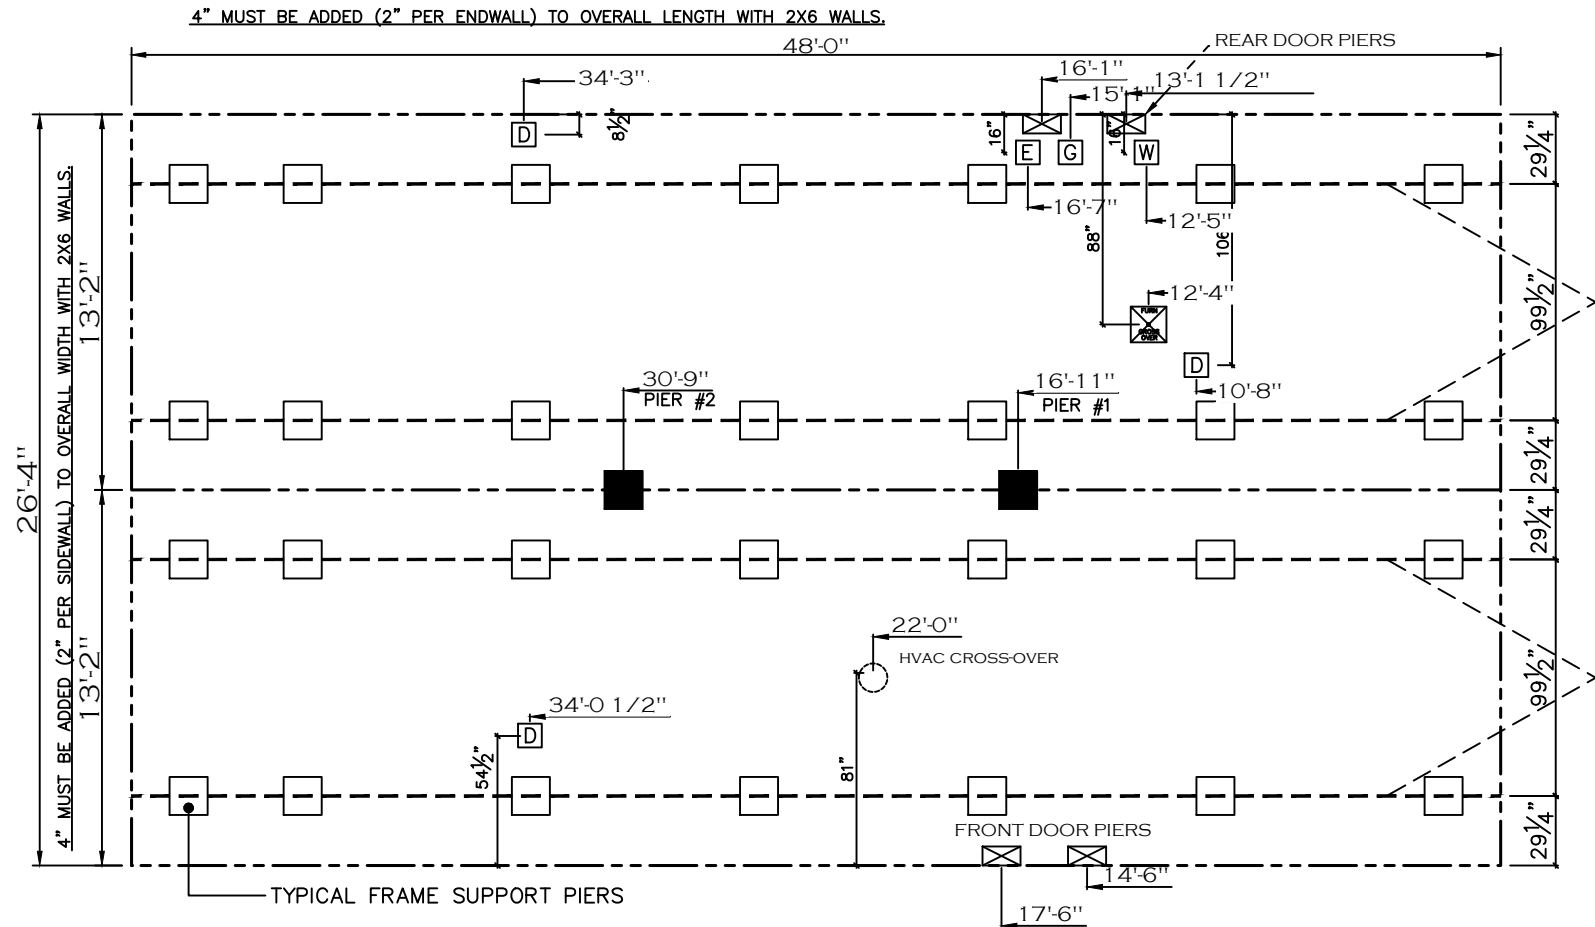 4" MUST BE ADDED (2" PER ENDWALL) TO OVERALL LENGTH WITH 2X6 WALLS.
48'-0"
REAR DOOR PIERS
34'-3"
16'-1"
13'-1 1/2"
15'-1"
8½"
16"
16"
D
E
G
W
29¼"
16'-7"
12'-5"
88"
106
4" MUST BE ADDED (2" PER SIDEWALL) TO OVERALL WIDTH WITH 2X6 WALLS.
13'-2"
12'-4"
FURN
CROSS
OVER
99½"
D
10'-8"
30'-9"
PIER #2
16'-11"
PIER #1
26'-4"
29¼"
29¼"
22'-0"
HVAC CROSS-OVER
13'-2"
34'-0 1/2"
D
54½"
81"
99½"
FRONT DOOR PIERS
29¼"
14'-6"
TYPICAL FRAME SUPPORT PIERS
17'-6"